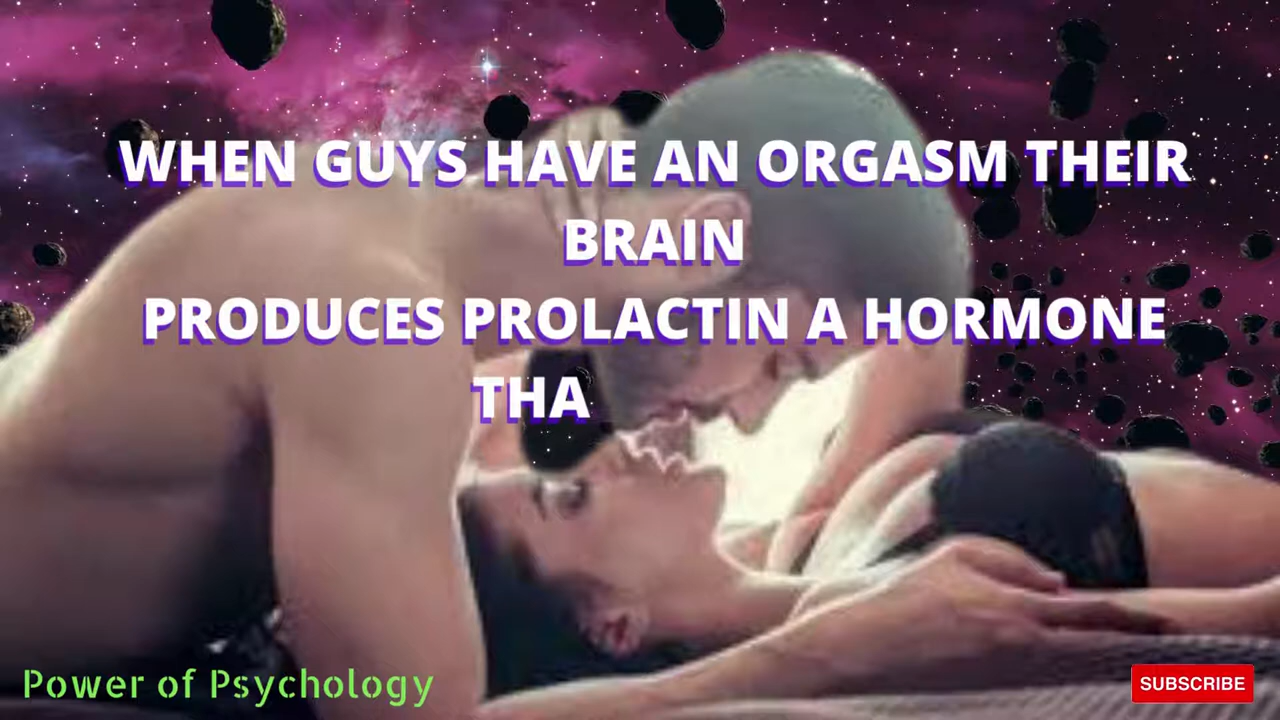 WHEN GUYS HAVE AN ORGASM THEIR
BRAIN
PRODUCES PROLACTIN A HORMONE
THA
Power of Psychology
SUBSCRIBE